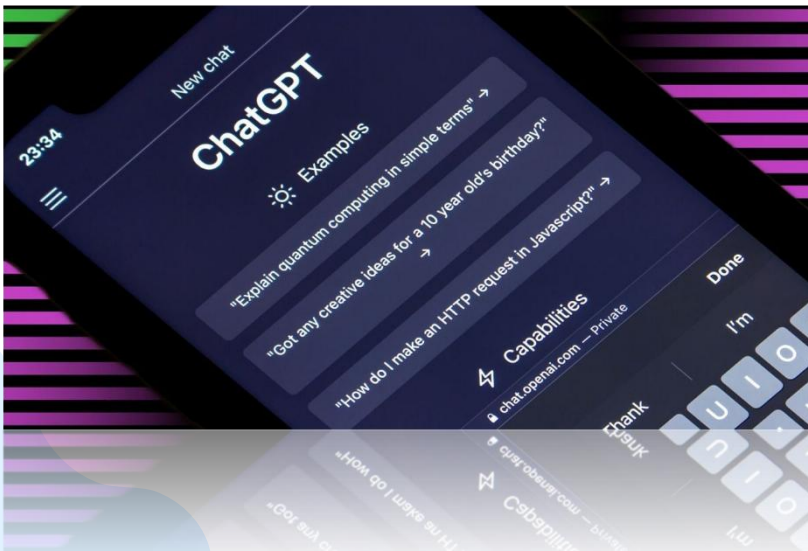 23:34
New chat
ChatGPT
Examples
"Explain quantum computing in simple terms" →
"Got any creative ideas for a 10 year old's birthday?"
→
"How do I make an HTTP request in Javascript?" →
Capabilities
chat.openai.com — Private
Done
Thank
I'm
U I O